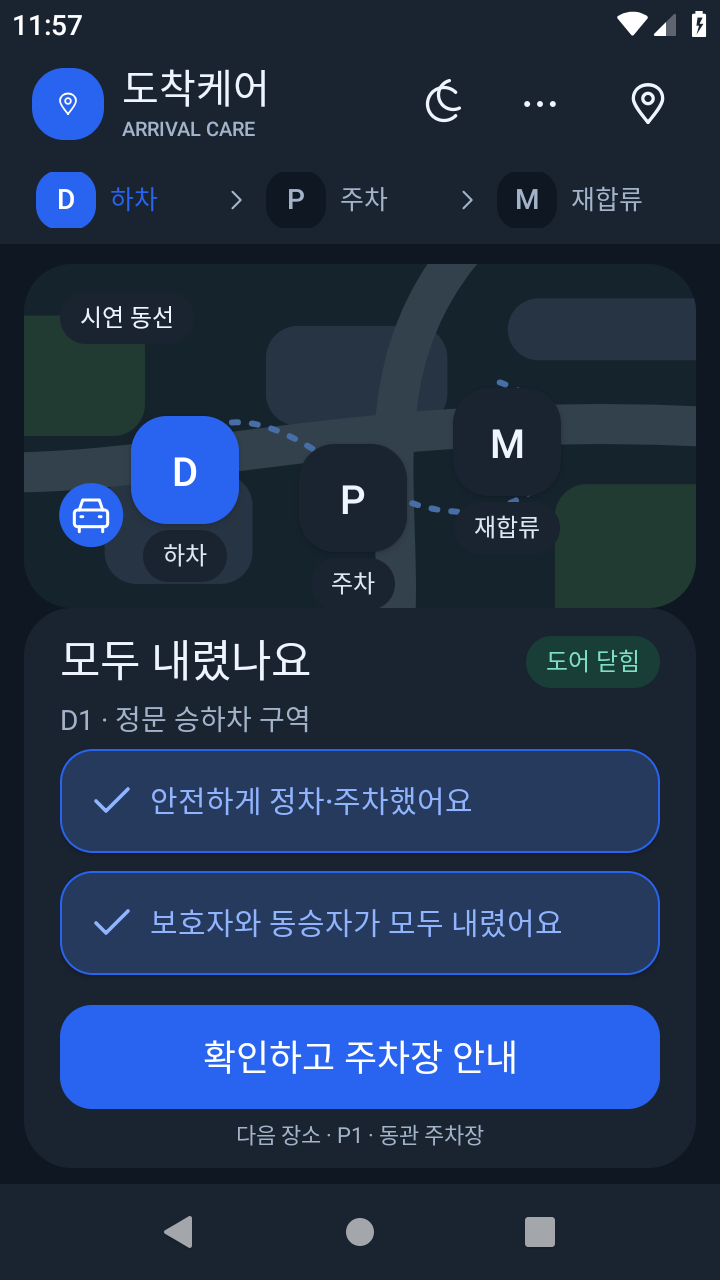 11:57
도착케어
ARRIVAL CARE
D 하차 P 주차 M 재합류
시연 동선
D
하차
P
주차
M
재합류
모두 내렸나요
도어 닫힘
D1 · 정문 승하차 구역
안전하게 정차·주차했어요
보호자와 동승자가 모두 내렸어요
확인하고 주차장 안내
다음 장소 · P1 · 동관 주차장